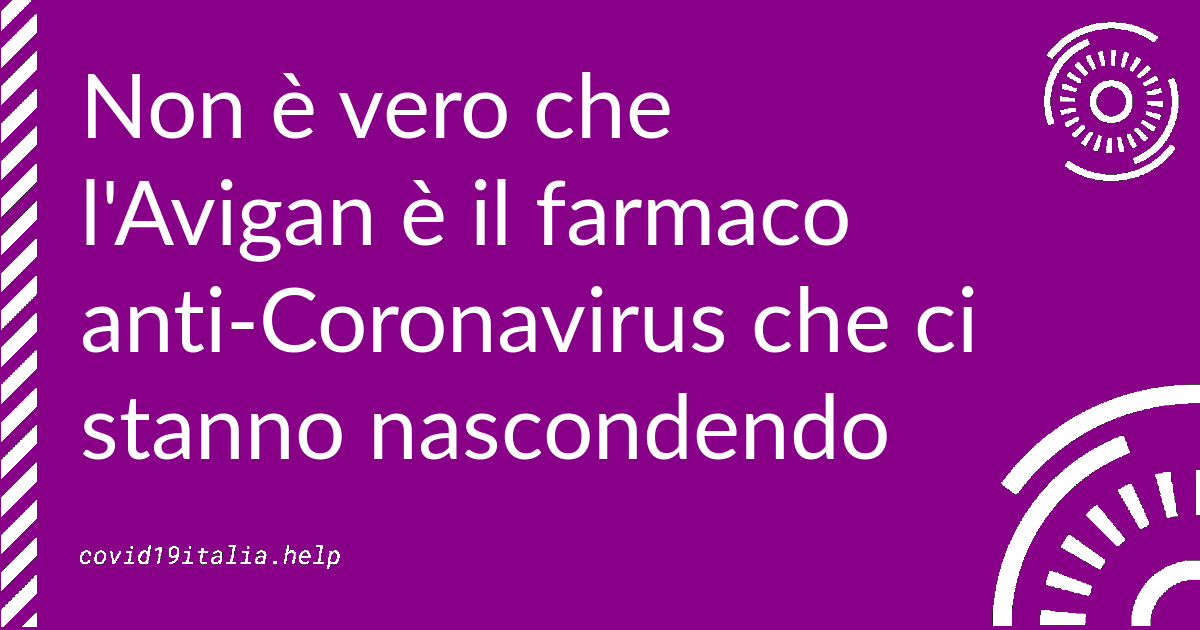 Non è vero che
l'Avigan è il farmaco
anti-Coronavirus che ci
stanno nascondendo
covid19italia.help